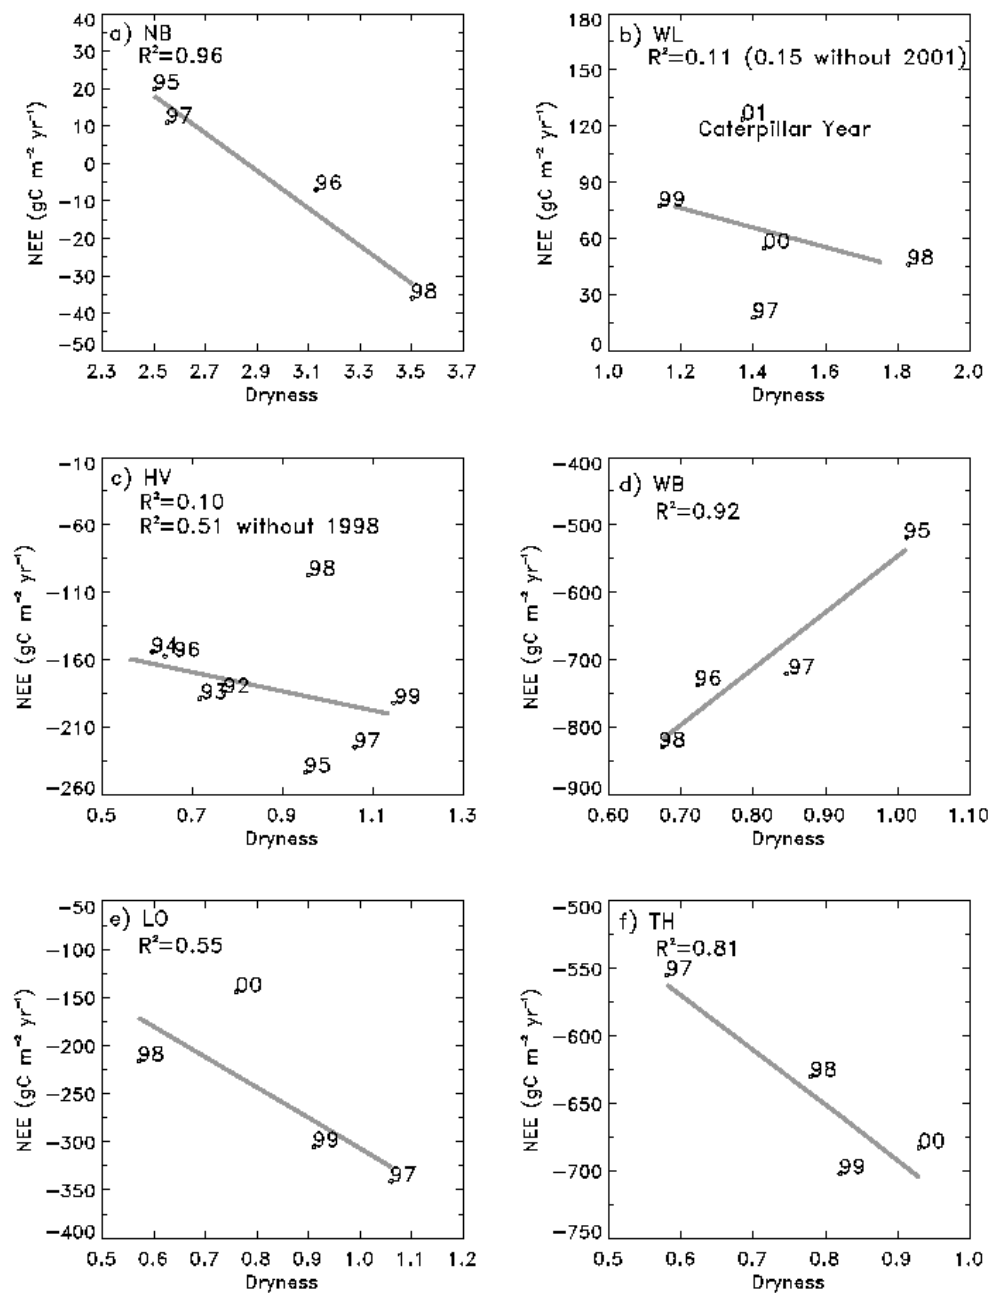 a) NB
R²=0.96
40
30
20
10
0
−10
−20
−30
−40
−50
NEE (gC m⁻² yr⁻¹)
95
97
96
98
2.3 2.5 2.7 2.9 3.1 3.3 3.5 3.7
Dryness
b) WL
R²=0.11 (0.15 without 2001)
180
150
120
90
60
30
0
NEE (gC m⁻² yr⁻¹)
01
Caterpillar Year
99
00
98
97
1.0 1.2 1.4 1.6 1.8 2.0
Dryness
c) HV
R²=0.10
R²=0.51 without 1998
−10
−60
−110
−160
−210
−260
NEE (gC m⁻² yr⁻¹)
98
94 96
93 92
99
97
95
0.5 0.7 0.9 1.1 1.3
Dryness
d) WB
R²=0.92
−400
−500
−600
−700
−800
−900
NEE (gC m⁻² yr⁻¹)
95
97
96
98
0.60 0.70 0.80 0.90 1.00 1.10
Dryness
e) LO
R²=0.55
−50
−100
−150
−200
−250
−300
−350
−400
NEE (gC m⁻² yr⁻¹)
00
98
99
97
0.5 0.6 0.7 0.8 0.9 1.0 1.1 1.2
Dryness
f) TH
R²=0.81
−500
−550
−600
−650
−700
−750
NEE (gC m⁻² yr⁻¹)
97
98
00
99
0.5 0.6 0.7 0.8 0.9 1.0
Dryness